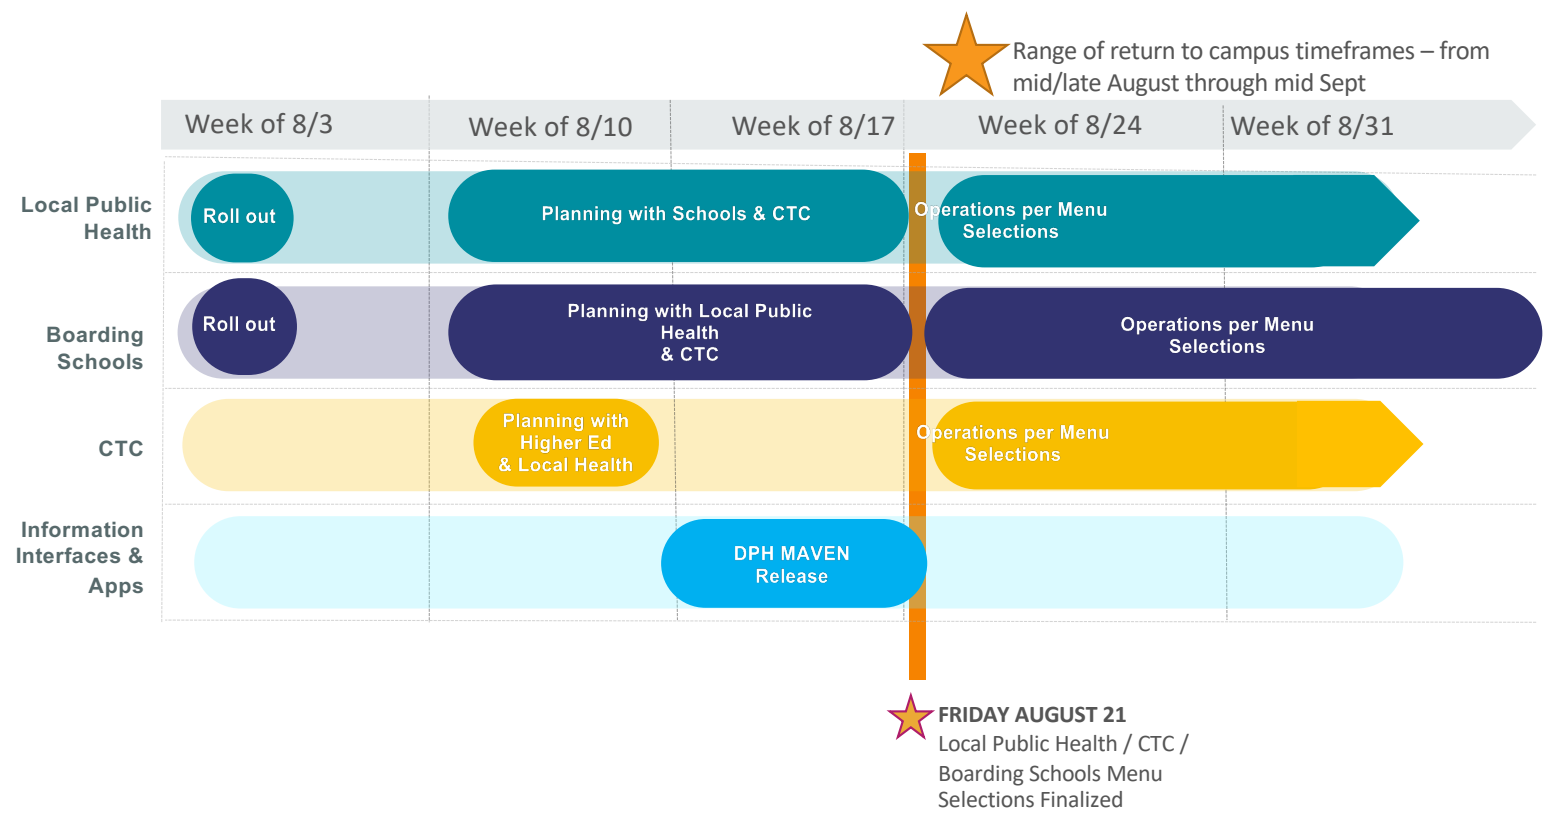 Range of return to campus timeframes – from
mid/late August through mid Sept
Week of 8/3
Week of 8/10
Week of 8/17
Week of 8/24
Week of 8/31
Local Public
Health
Roll out
Planning with Schools & CTC
Operations per Menu
Selections
Boarding
Schools
Roll out
Planning with Local Public
Health
& CTC
Operations per Menu
Selections
CTC
Planning with
Higher Ed
& Local Health
Operations per Menu
Selections
Information
Interfaces &
Apps
DPH MAVEN
Release
FRIDAY AUGUST 21
Local Public Health / CTC /
Boarding Schools Menu
Selections Finalized